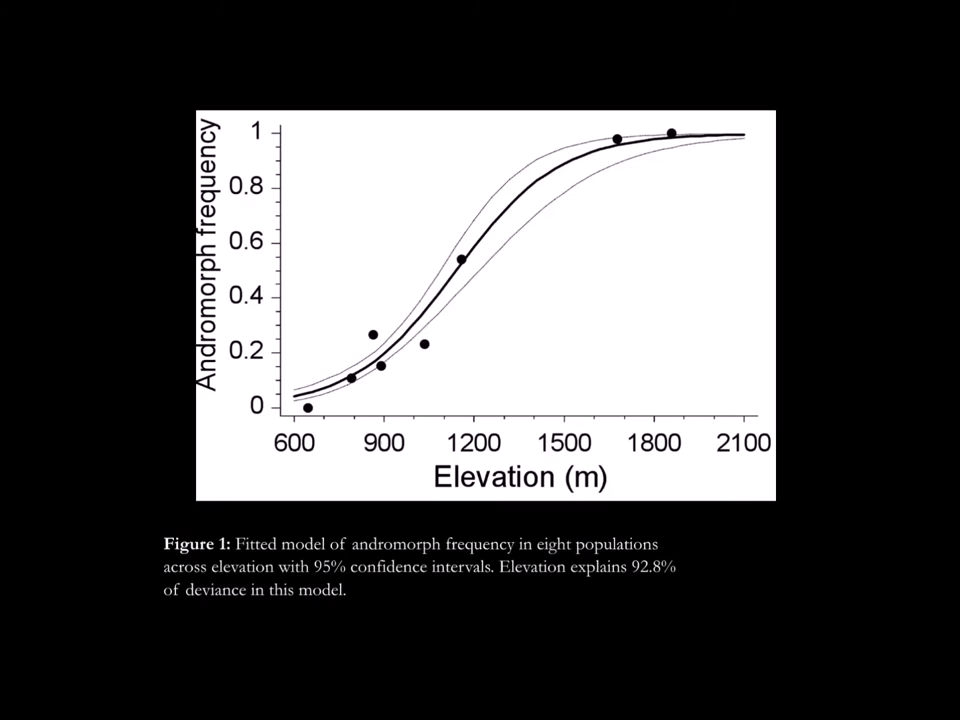 Andromorph frequency
1
0.8
0.6
0.4
0.2
0
600 900 1200 1500 1800 2100
Elevation (m)
Figure 1: Fitted model of andromorph frequency in eight populations
across elevation with 95% confidence intervals. Elevation explains 92.8%
of deviance in this model.